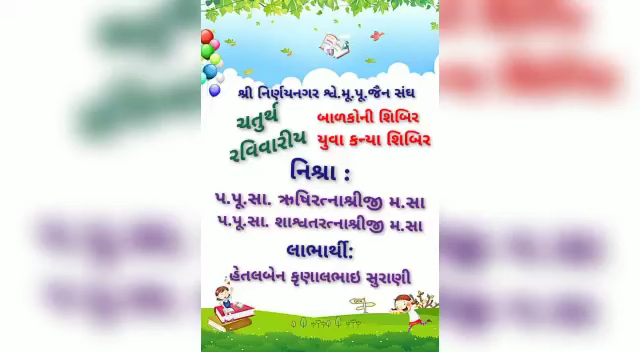 શ્રી નિર્ણયનગર શ્વે.મૂ.પૂ.જૈન સંઘ
ચતુર્થ
રવિવારીય
બાળકોની શિબિર
યુવા કન્યા શિબિર
નિશ્રા :
પ.પૂ.સા. ઋષિરત્નાશ્રીજી મ.સા
પ.પૂ.સા. શાશ્વતરત્નાશ્રીજી મ.સા
લાભાર્થી:
હેતલબેન કૃણાલભાઇ સુરાણી